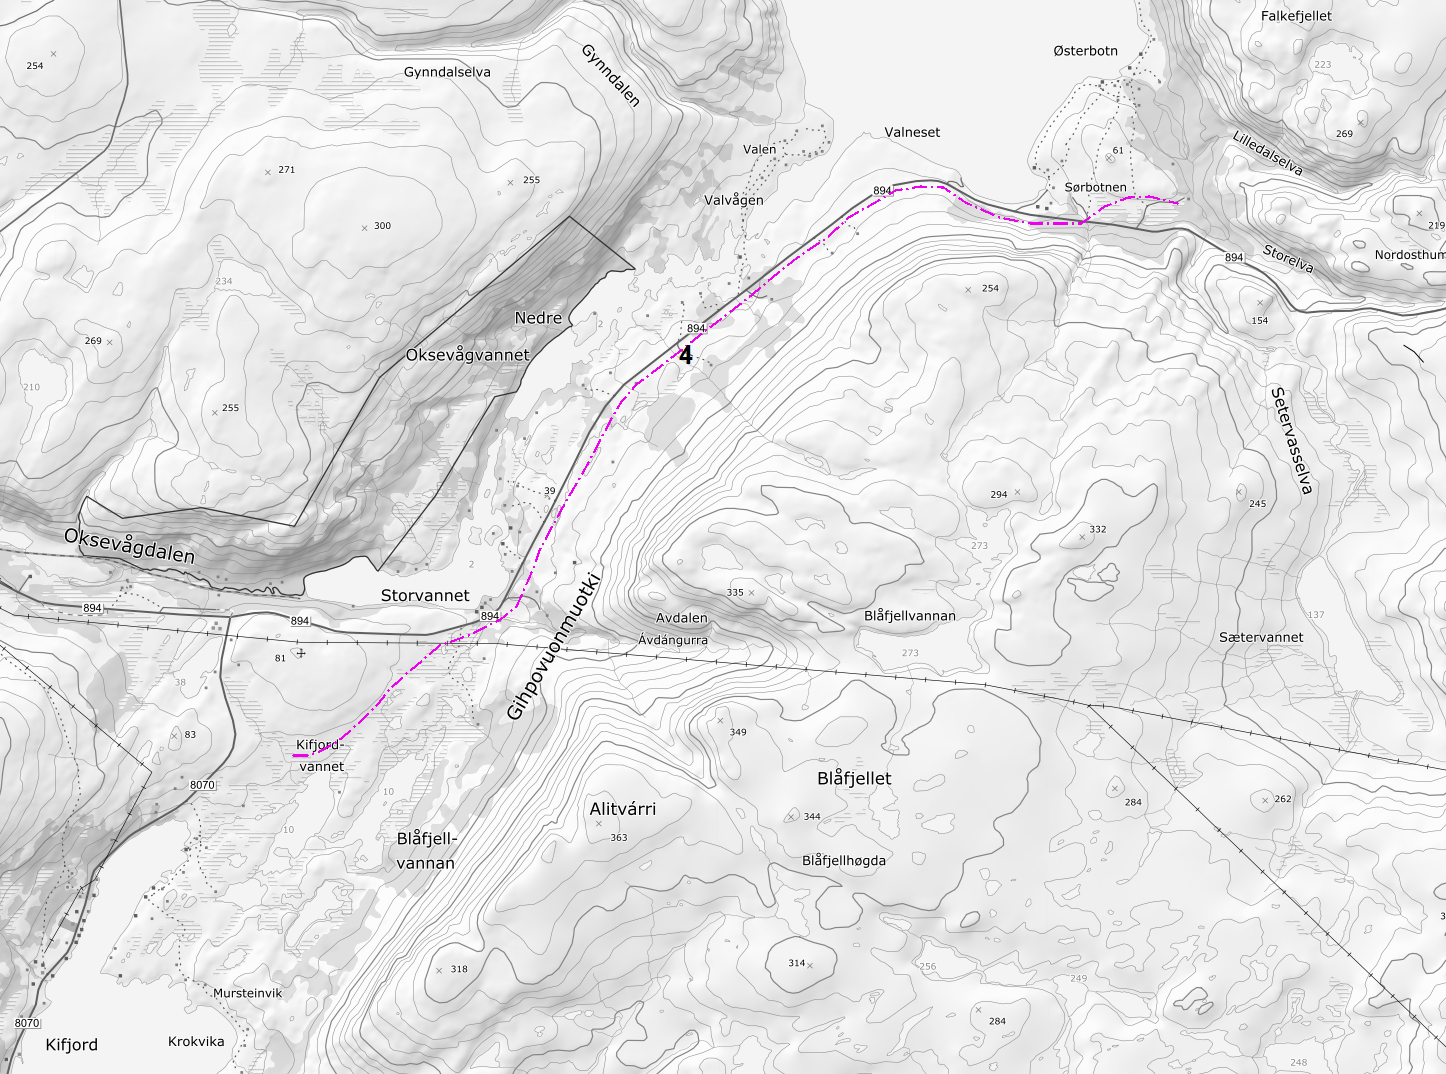 Falkefjellet
254
Gynndalselva
Gynndalen
Østerbotn
223
269
Valneset
Lilledalselva
Valen
61
271
255
894
Sørbotnen
Valvågen
219
300
Storelva
Nordosthum
894
234
254
2
Nedre
894
154
269
Oksevågvannet
4
210
255
Setervasselva
39
294
245
332
Oksevågdalen
273
2
335
Storvannet
894
894
894
Avdalen
Blåfjellvannan
137
Ávdángurra
Sætervannet
81
273
Gihpovuonmuotki
38
83
349
Kifjord-
vannet
8070
Blåfjellet
10
284
262
Alitvárri
344
10
363
Blåfjell-
vannan
Blåfjellhøgda
3
318
314
256
249
Mursteinvik
8070
284
Kifjord
Krokvika
248